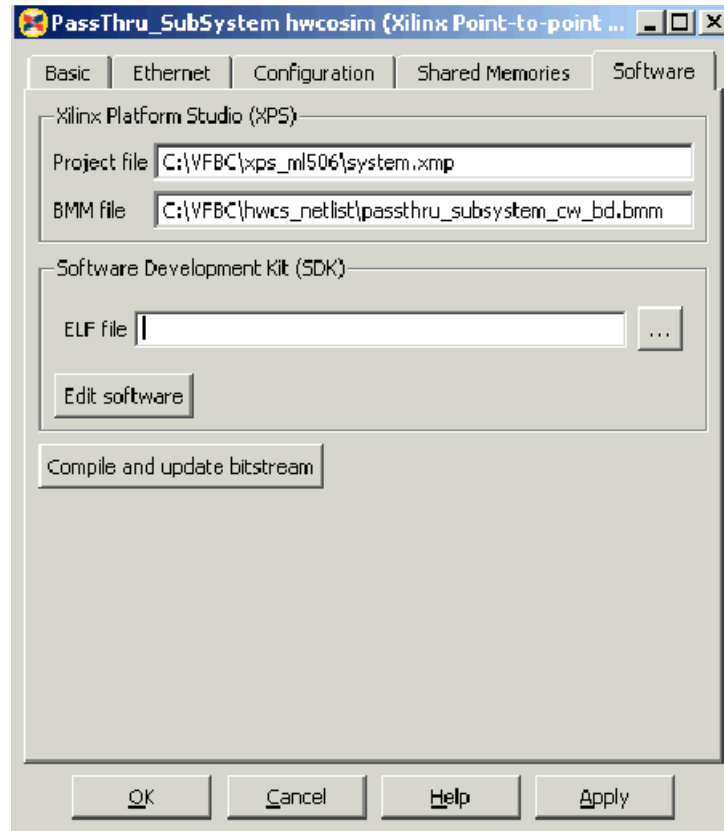 PassThru_SubSystem hwcosim (Xilinx Point-to-point ...
Basic Ethernet Configuration Shared Memories Software
Xilinx Platform Studio (XPS)
Project file C:\VFBC\xps_ml506\system.xmp
BMM file C:\VFBC\hwcs_netlist\passthru_subsystem_cw_bd.bmm
Software Development Kit (SDK)
ELF file ...
Edit software
Compile and update bitstream
OK Cancel Help Apply